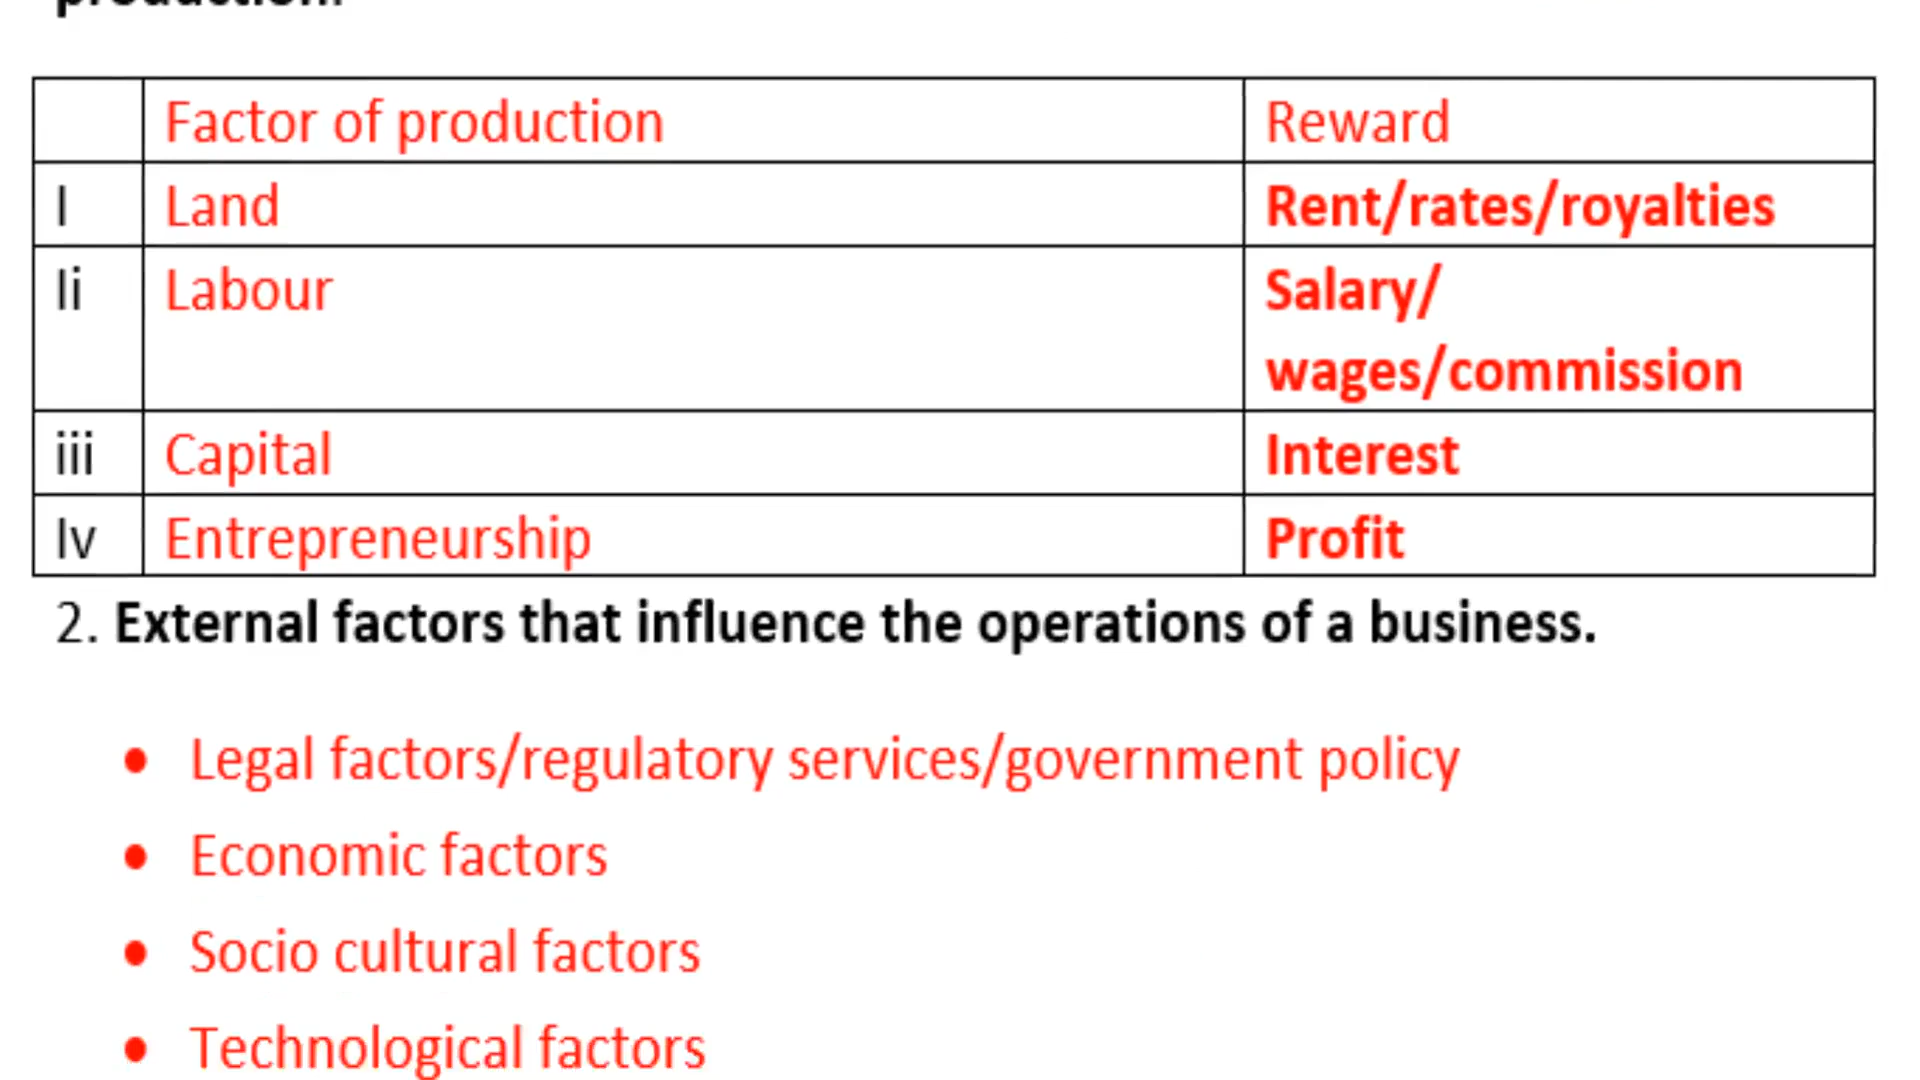 production.
Factor of production Reward
I Land Rent/rates/royalties
Ii Labour Salary/
wages/commission
iii Capital Interest
Iv Entrepreneurship Profit
2. External factors that influence the operations of a business.
• Legal factors/regulatory services/government policy
• Economic factors
• Socio cultural factors
• Technological factors